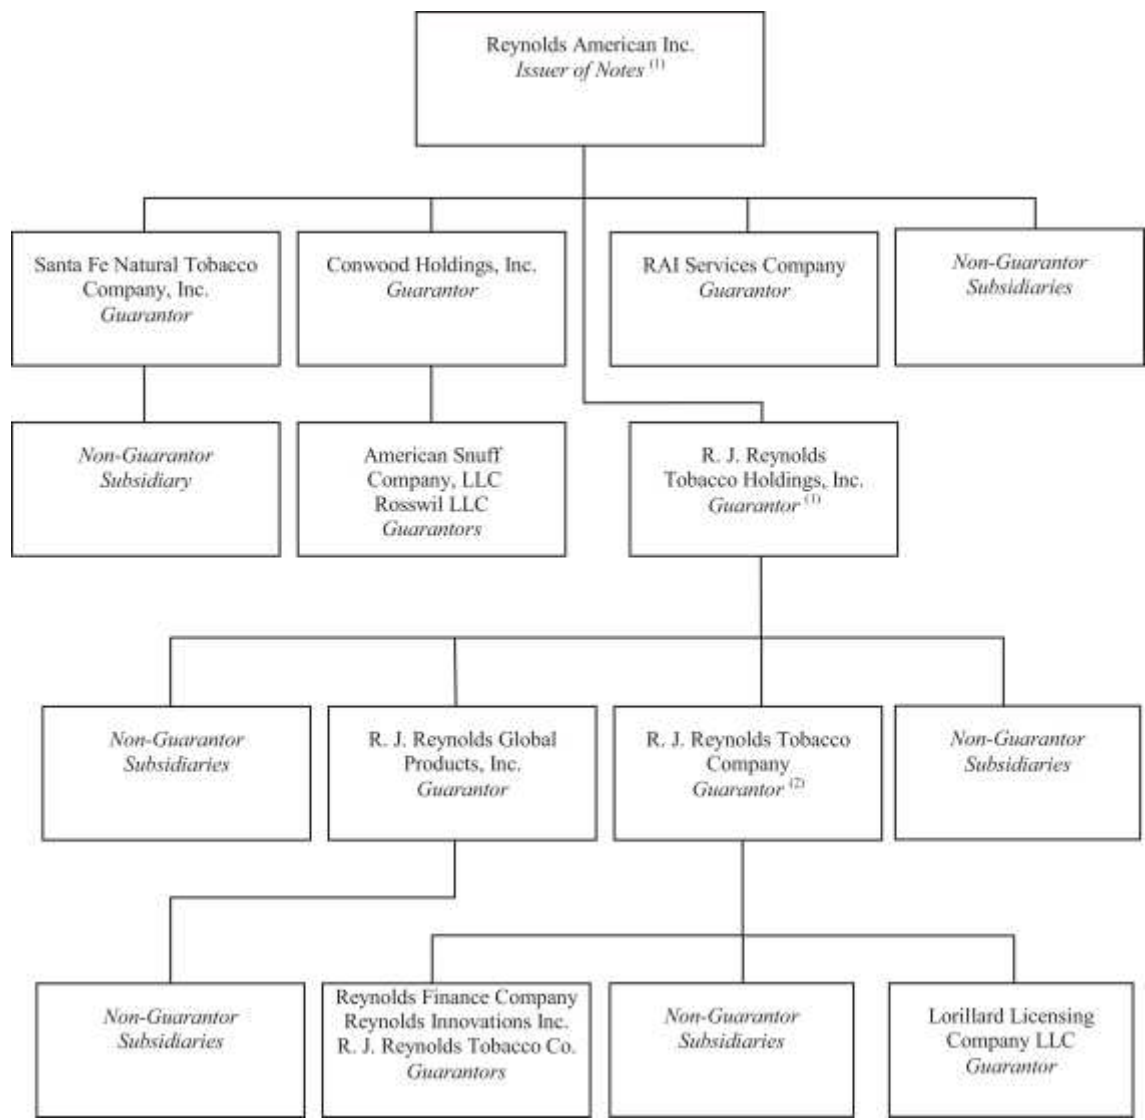 Reynolds American Inc.
Issuer of Notes (1)
Santa Fe Natural Tobacco
Company, Inc.
Guarantor
Conwood Holdings, Inc.
Guarantor
RAI Services Company
Guarantor
Non-Guarantor
Subsidiaries
Non-Guarantor
Subsidiary
American Snuff
Company, LLC
Rosswil LLC
Guarantors
R. J. Reynolds
Tobacco Holdings, Inc.
Guarantor (1)
Non-Guarantor
Subsidiaries
R. J. Reynolds Global
Products, Inc.
Guarantor
R. J. Reynolds Tobacco
Company
Guarantor (2)
Non-Guarantor
Subsidiaries
Non-Guarantor
Subsidiaries
Reynolds Finance Company
Reynolds Innovations Inc.
R. J. Reynolds Tobacco Co.
Guarantors
Non-Guarantor
Subsidiaries
Lorillard Licensing
Company LLC
Guarantor